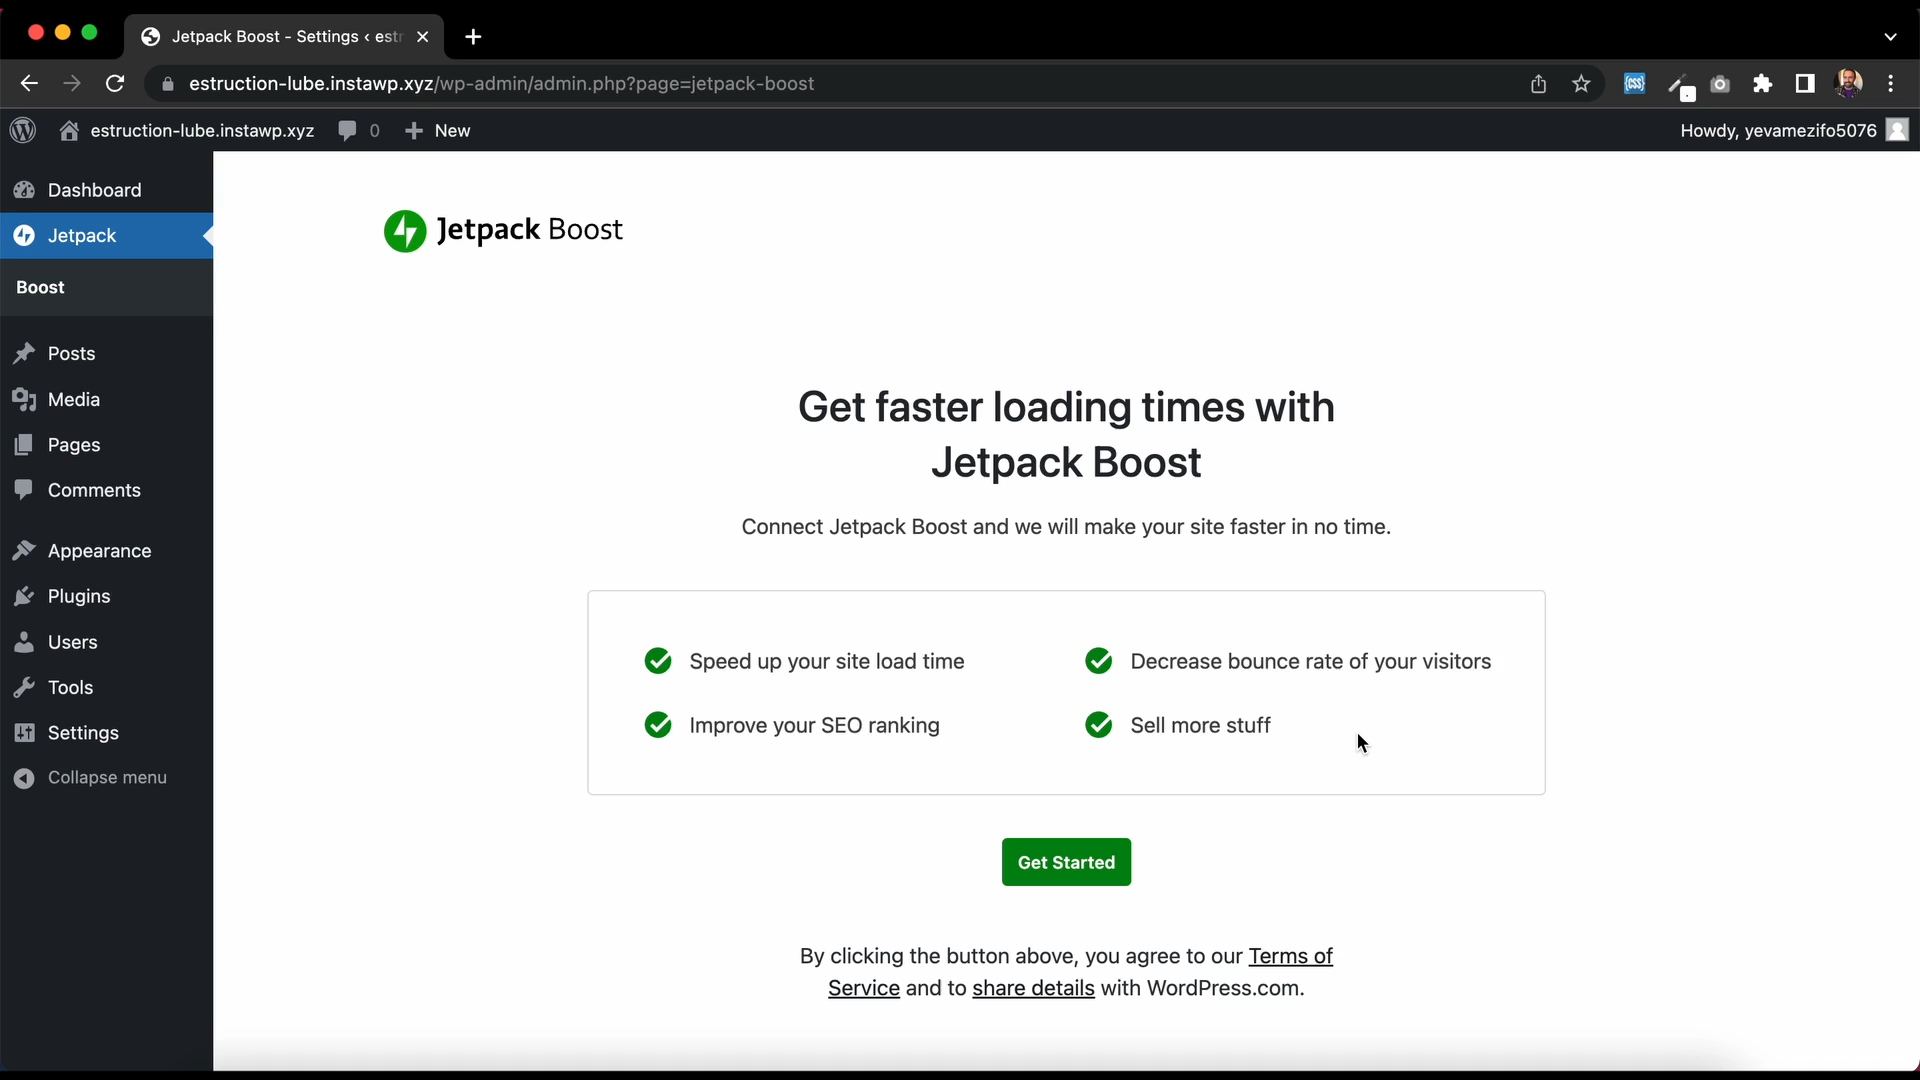 Jetpack Boost - Settings ‹ estr
estruction-lube.instawp.xyz/wp-admin/admin.php?page=jetpack-boost
{CSS}
estruction-lube.instawp.xyz 0 New
Howdy, yevamezifo5076
Dashboard
Jetpack
Boost
Posts
Media
Pages
Comments
Appearance
Plugins
Users
Tools
Settings
Collapse menu
Jetpack Boost
Get faster loading times with
Jetpack Boost
Connect Jetpack Boost and we will make your site faster in no time.
Speed up your site load time
Decrease bounce rate of your visitors
Improve your SEO ranking
Sell more stuff
Get Started
By clicking the button above, you agree to our Terms of
Service and to share details with WordPress.com.